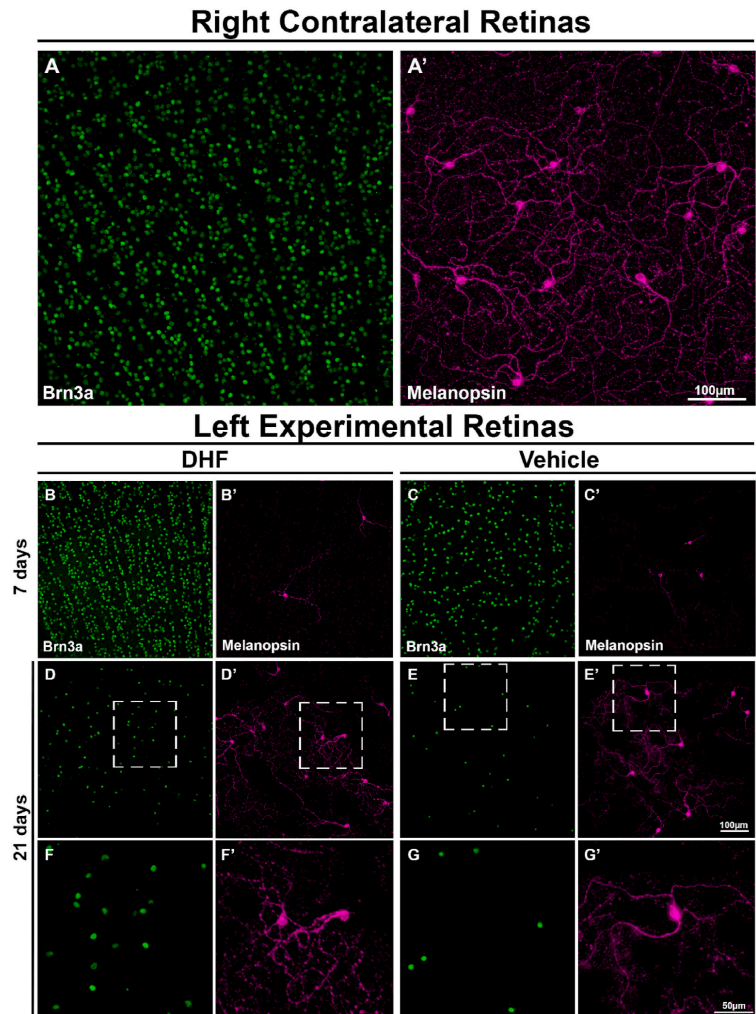 Right Contralateral Retinas
A
A'
Brn3a
Melanopsin
100µm
Left Experimental Retinas
DHF
Vehicle
7 days
B
B'
C
C'
Brn3a
Melanopsin
Brn3a
Melanopsin
21 days
D
D'
E
E'
100µm
F
F'
G
G'
50µm